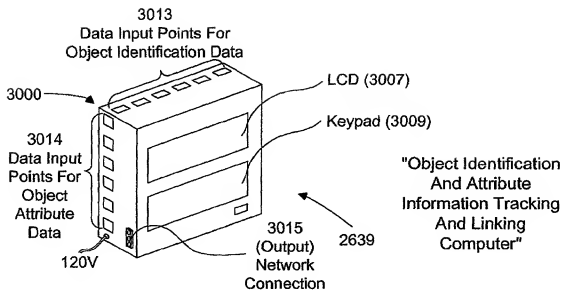 3013
Data Input Points For
Object Identification Data
3000
LCD (3007)
Keypad (3009)
3014
Data Input
Points For
Object
Attribute
Data
120V
3015
(Output)
Network
Connection
2639
"Object Identification
And Attribute
Information Tracking
And Linking
Computer"